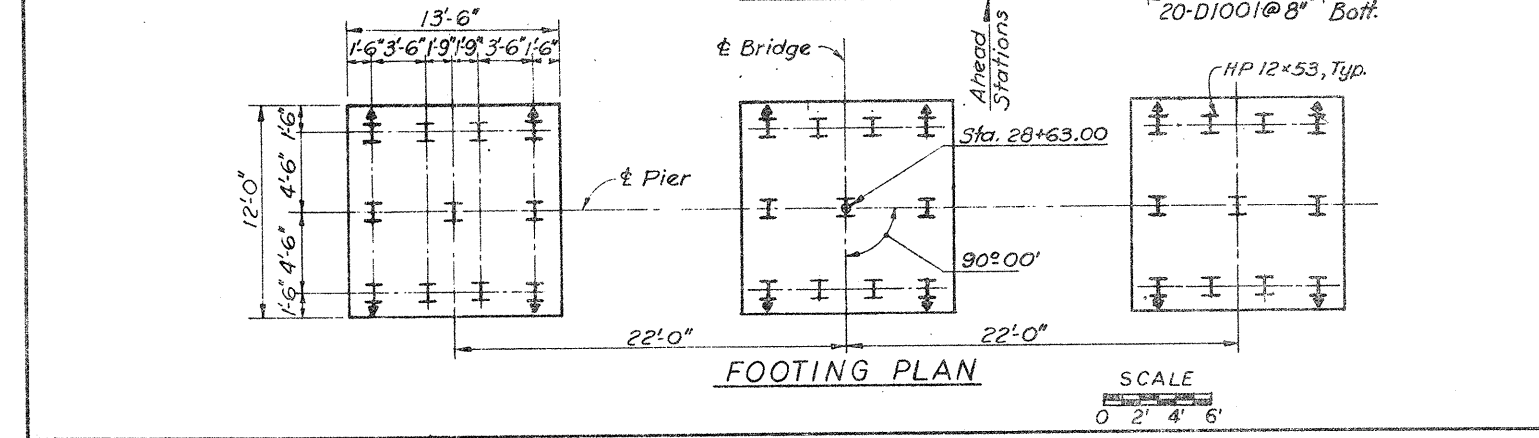 20-D1001@8" Bott.
13'-6"
1'-6" 3'-6" 1'-9" 1'-9" 3'-6" 1'-6"
℄ Bridge
Ahead
Stations
HP 12×53, Typ.
1'-6"
4'-6"
12'-0"
4'-6"
1'-6"
Sta. 28+63.00
℄ Pier
90º00'
22'-0"
22'-0"
FOOTING PLAN
SCALE
0 2' 4' 6'